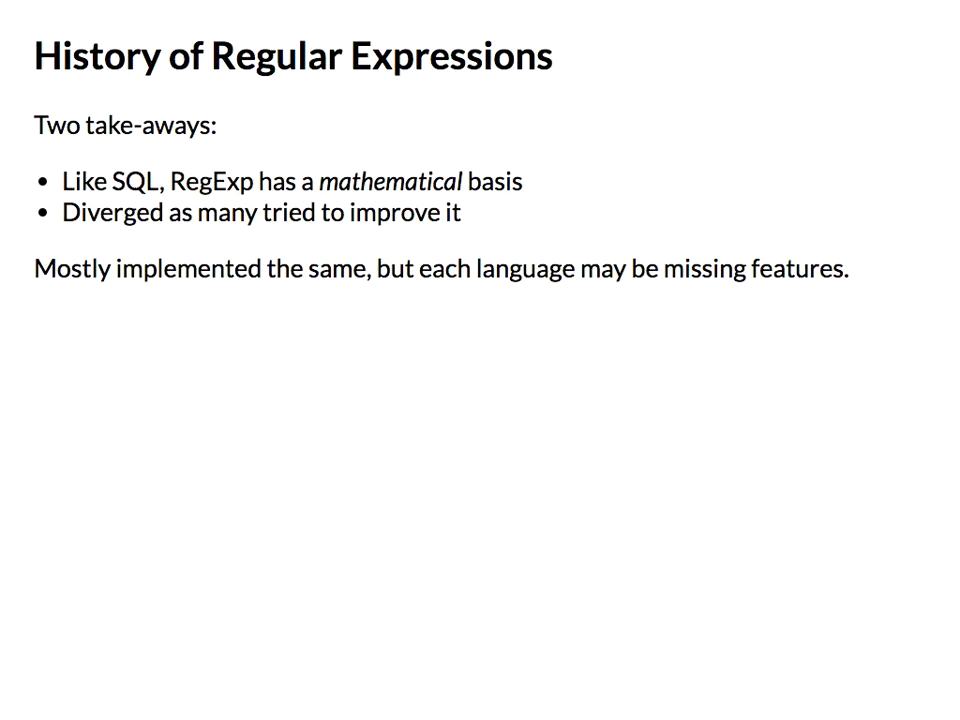 History of Regular Expressions
Two take-aways:
• Like SQL, RegExp has a mathematical basis
• Diverged as many tried to improve it
Mostly implemented the same, but each language may be missing features.